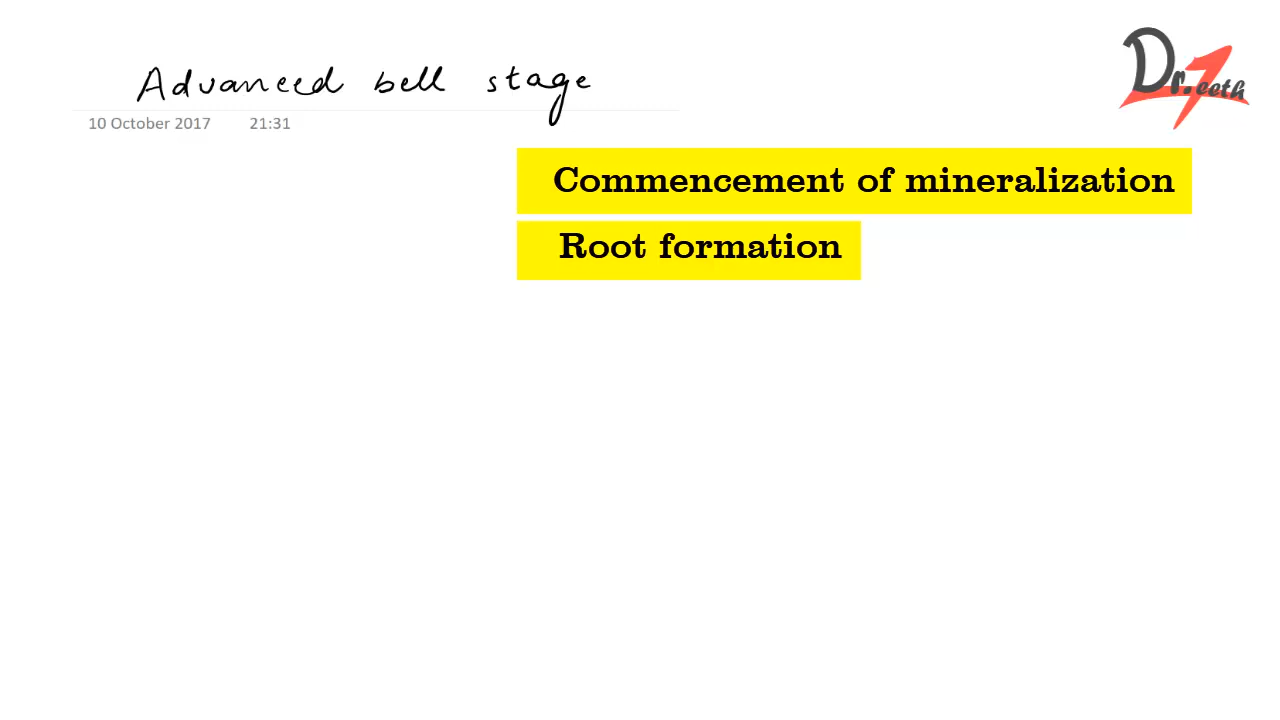 Advanced bell stage
10 October 2017 21:31
Commencement of mineralization
Root formation
Dr. Teeth